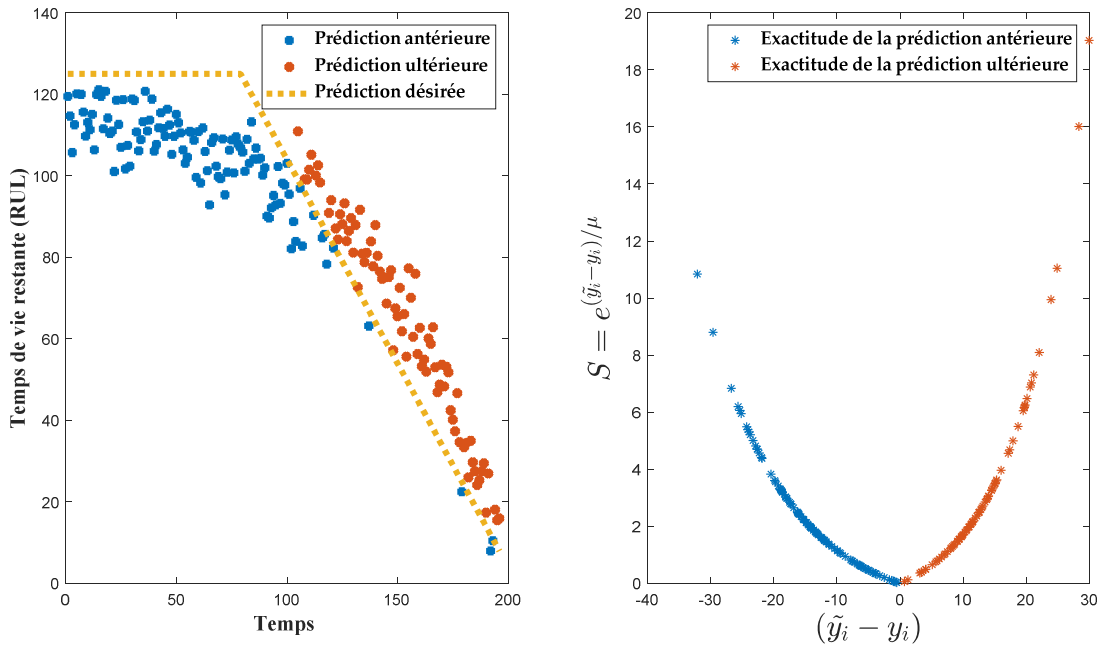 140
120
100
80
60
40
20
0
Temps de vie restante (RUL)
Prédiction antérieure
Prédiction ultérieure
Prédiction désirée
0 50 100 150 200
Temps
20
18
16
14
12
10
8
6
4
2
0
S = e^{(ỹ_i − y_i)/μ}
Exactitude de la prédiction antérieure
Exactitude de la prédiction ultérieure
-40 -30 -20 -10 0 10 20 30
(ỹ_i − y_i)